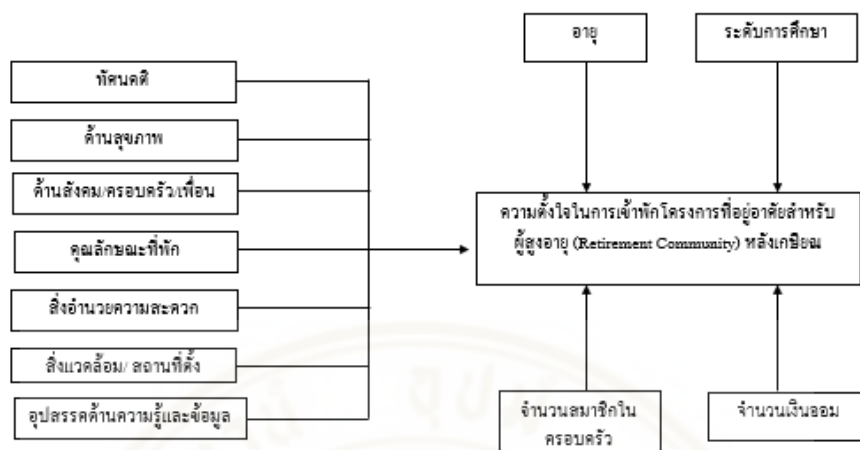 อายุ
ระดับการศึกษา
ทัศนคติ
ด้านสุขภาพ
ด้านสังคม/ครอบครัว/เพื่อน
คุณลักษณะที่พัก
สิ่งอำนวยความสะดวก
สิ่งแวดล้อม/ สถานที่ตั้ง
อุปสรรคด้านความรู้และข้อมูล
ความตั้งใจในการเข้าพักโครงการที่อยู่อาศัยสำหรับ
ผู้สูงอายุ (Retirement Community) หลังเกษียณ
จำนวนสมาชิกใน
ครอบครัว
จำนวนเงินออม